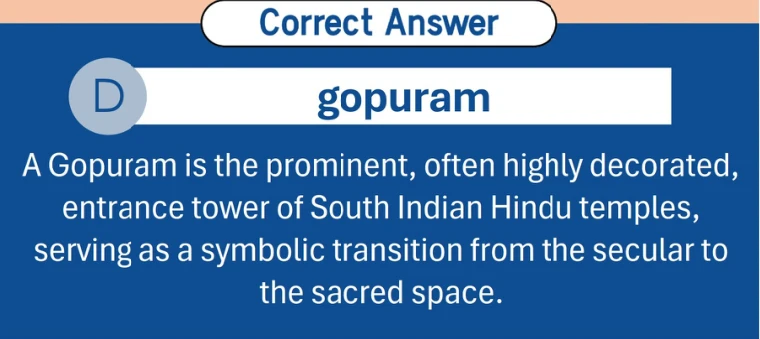 Correct Answer
D
gopuram
A Gopuram is the prominent, often highly decorated,
entrance tower of South Indian Hindu temples,
serving as a symbolic transition from the secular to
the sacred space.